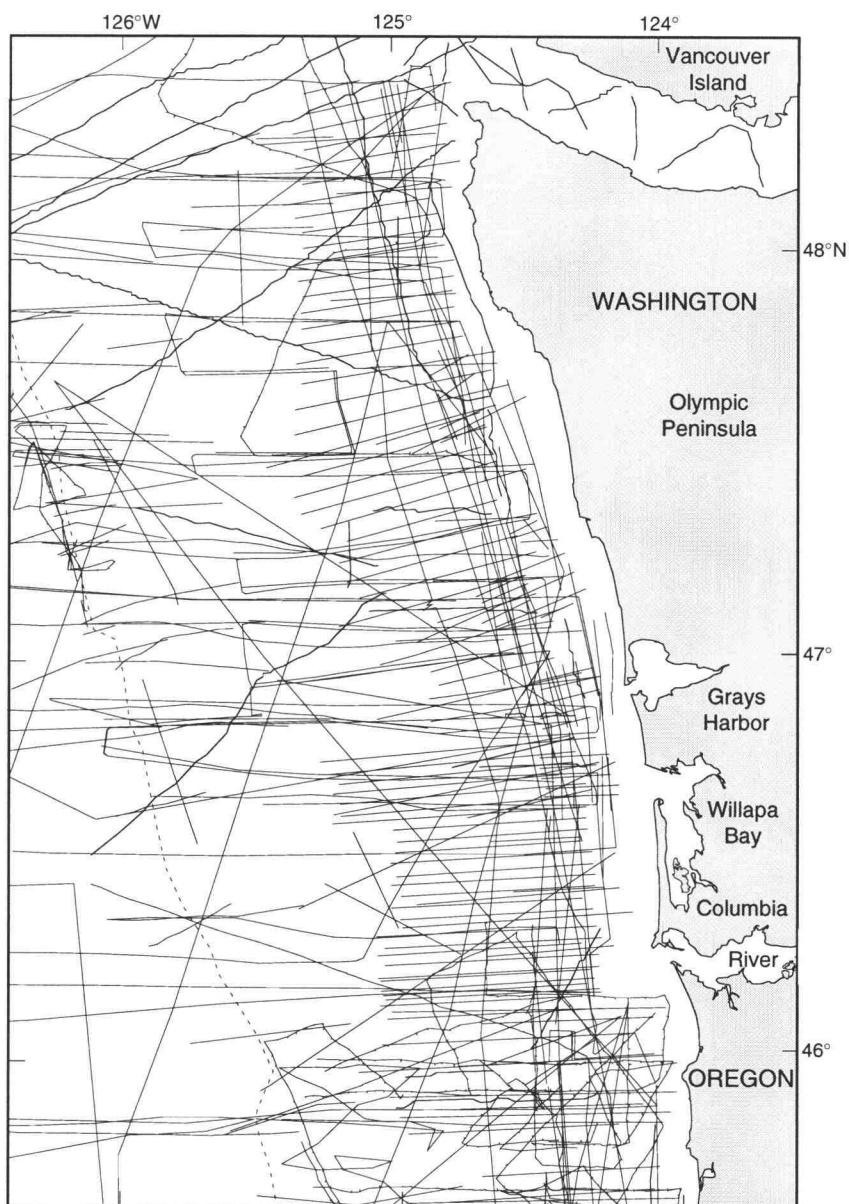 126°W
125°
124°
Vancouver
Island
48°N
WASHINGTON
Olympic
Peninsula
47°
Grays
Harbor
Willapa
Bay
Columbia
River
46°
OREGON